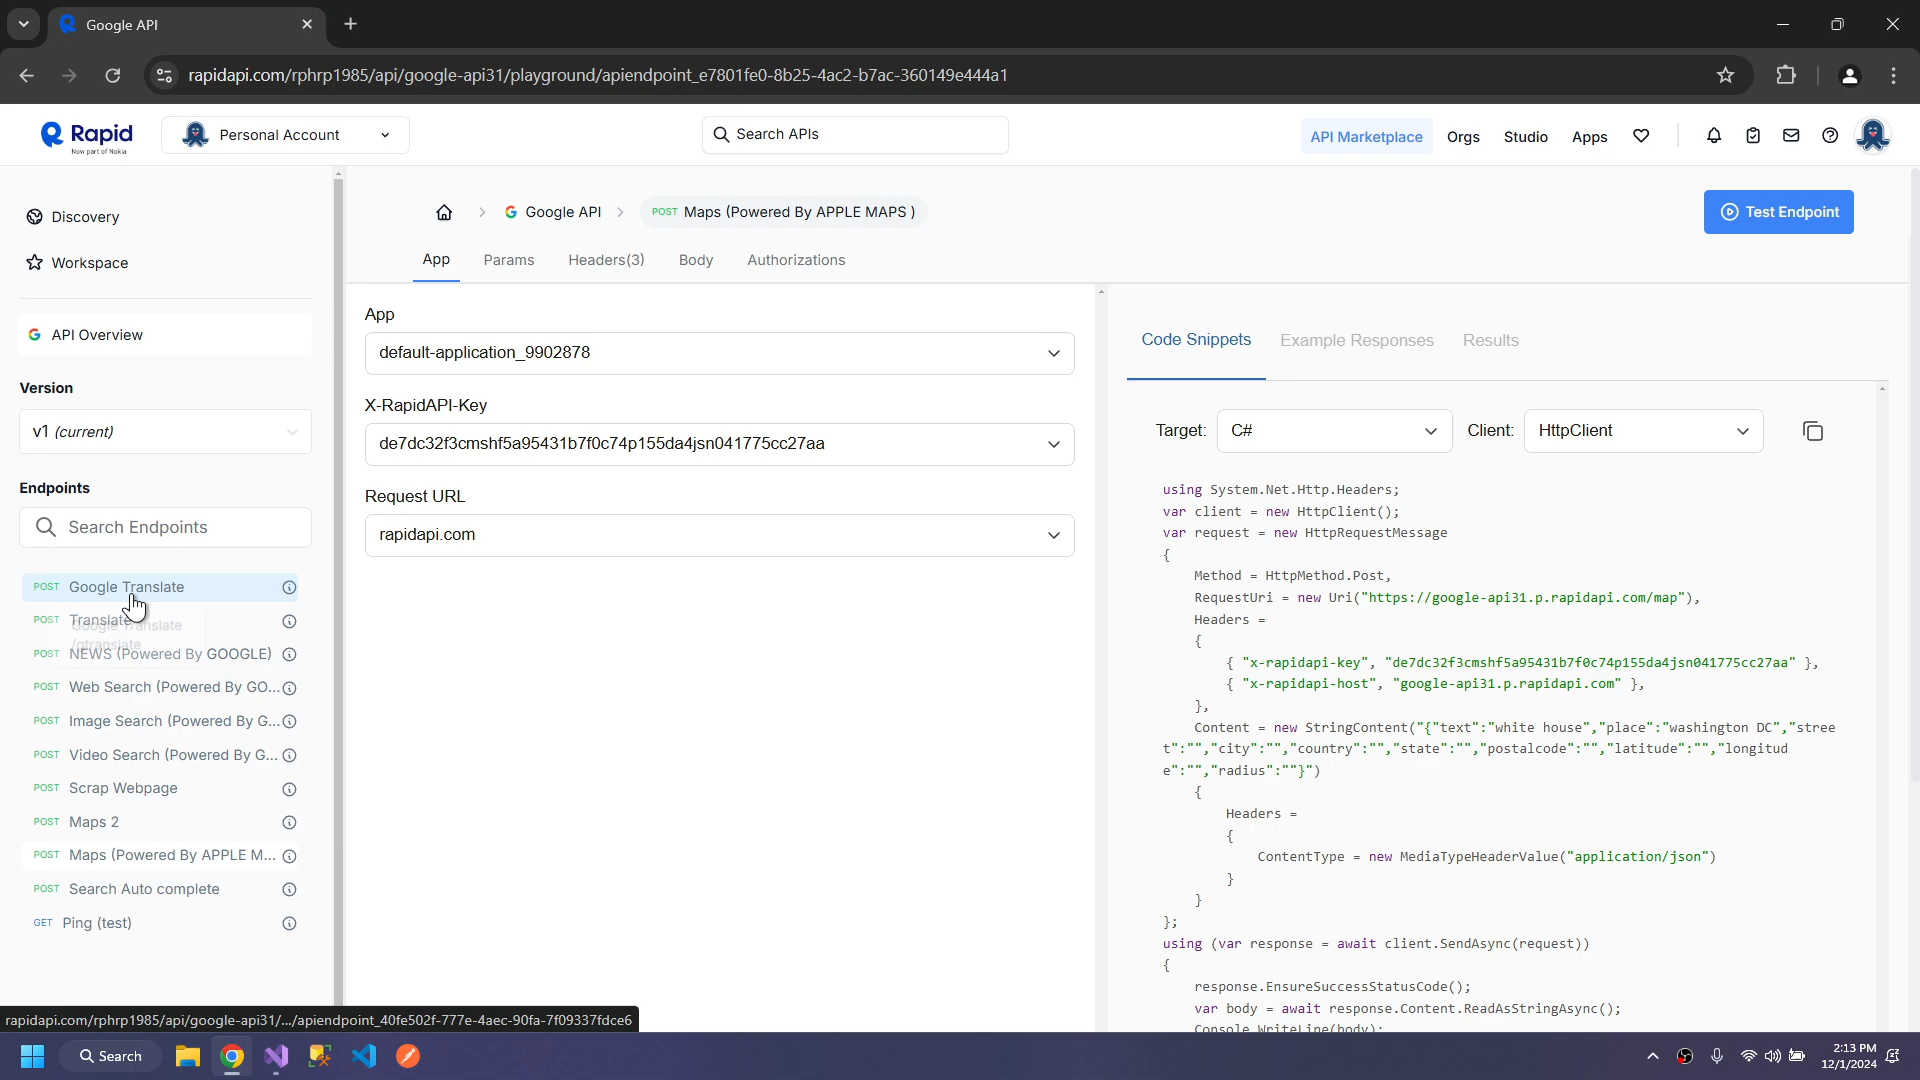 Google API
rapidapi.com/rphrp1985/api/google-api31/playground/apiendpoint_e7801fe0-8b25-4ac2-b7ac-360149e444a1
Rapid
Now part of Nokia
Personal Account
Search APIs
API Marketplace
Orgs
Studio
Apps
Discovery
Workspace
API Overview
Version
v1 (current)
Endpoints
Search Endpoints
POST Google Translate
POST Translate
Google Translate
/gtranslate
POST NEWS (Powered By GOOGLE)
POST Web Search (Powered By GO...
POST Image Search (Powered By G...
POST Video Search (Powered By G...
POST Scrap Webpage
POST Maps 2
POST Maps (Powered By APPLE M...
POST Search Auto complete
GET Ping (test)
Google API
POST Maps (Powered By APPLE MAPS )
Test Endpoint
App
Params
Headers(3)
Body
Authorizations
App
default-application_9902878
X-RapidAPI-Key
de7dc32f3cmshf5a95431b7f0c74p155da4jsn041775cc27aa
Request URL
rapidapi.com
Code Snippets
Example Responses
Results
Target:
C#
Client:
HttpClient
using System.Net.Http.Headers;
var client = new HttpClient();
var request = new HttpRequestMessage
{
Method = HttpMethod.Post,
RequestUri = new Uri("https://google-api31.p.rapidapi.com/map"),
Headers =
{
{ "x-rapidapi-key", "de7dc32f3cmshf5a95431b7f0c74p155da4jsn041775cc27aa" },
{ "x-rapidapi-host", "google-api31.p.rapidapi.com" },
},
Content = new StringContent("{"text":"white house","place":"washington DC","stree
t":"","city":"","country":"","state":"","postalcode":"","latitude":"","longitud
e":"","radius":""}")
{
Headers =
{
ContentType = new MediaTypeHeaderValue("application/json")
}
}
};
using (var response = await client.SendAsync(request))
{
response.EnsureSuccessStatusCode();
var body = await response.Content.ReadAsStringAsync();
Console.WriteLine(body);
rapidapi.com/rphrp1985/api/google-api31/.../apiendpoint_40fe502f-777e-4aec-90fa-7f09337fdce6
Search
2:13 PM
12/1/2024